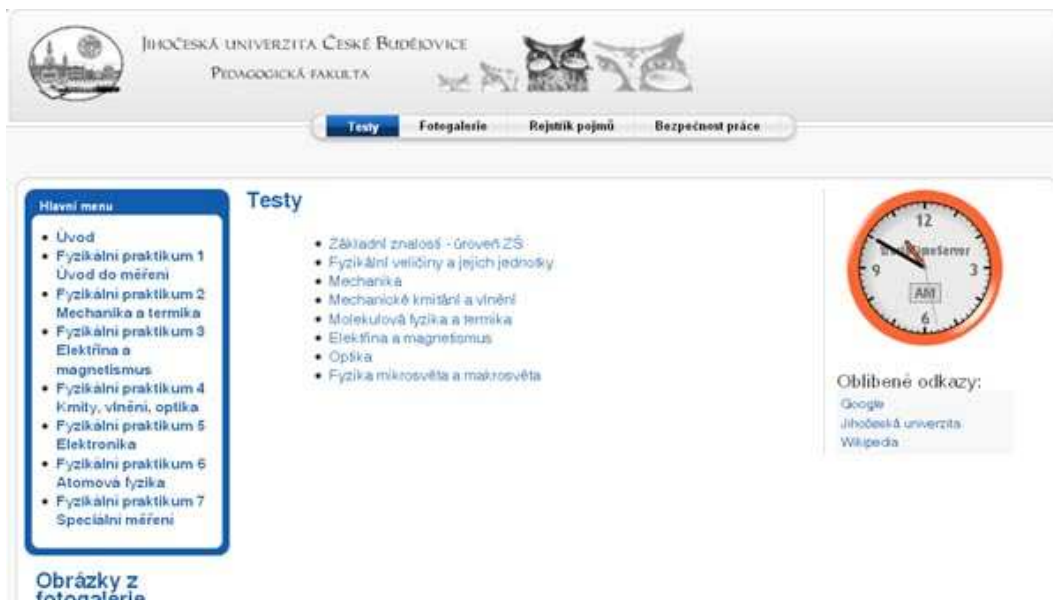 Jihočeská univerzita České Budějovice
Pedagogická fakulta
Testy Fotogalerie Rejstřík pojmů Bezpečnost práce
Hlavní menu
Úvod
Fyzikální praktikum 1
Úvod do měření
Fyzikální praktikum 2
Mechanika a termika
Fyzikální praktikum 3
Elektřina a
magnetismus
Fyzikální praktikum 4
Kmity, vlnění, optika
Fyzikální praktikum 5
Elektronika
Fyzikální praktikum 6
Atomová fyzika
Fyzikální praktikum 7
Speciální měření
Obrázky z
fotogalerie
Testy
Základní znalosti - úroveň ZŠ
Fyzikální veličiny a jejich jednotky
Mechanika
Mechanické kmitání a vlnění
Molekulová fyzika a termika
Elektřina a magnetismus
Optika
Fyzika mikrosvěta a makrosvěta
12
9 3
AM
6
Oblíbené odkazy:
Google
Jihočeská univerzita
Wikipedia